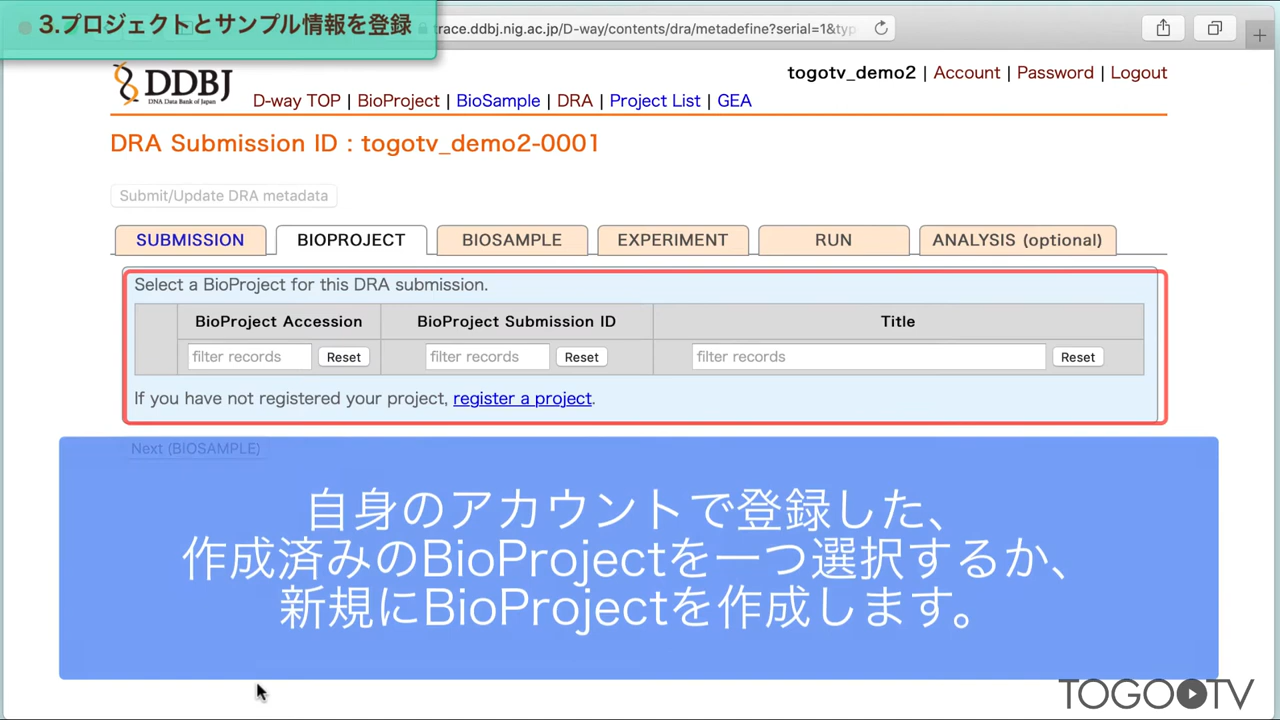 3.プロジェクトとサンプル情報を登録
trace.ddbj.nig.ac.jp/D-way/contents/dra/metadefine?serial=1&typ
DDBJ
DNA Data Bank of Japan
togotv_demo2 | Account | Password | Logout
D-way TOP | BioProject | BioSample | DRA | Project List | GEA
DRA Submission ID : togotv_demo2-0001
Submit/Update DRA metadata
SUBMISSION BIOPROJECT BIOSAMPLE EXPERIMENT RUN ANALYSIS (optional)
Select a BioProject for this DRA submission.
BioProject Accession BioProject Submission ID Title
filter records Reset filter records Reset filter records Reset
If you have not registered your project, register a project.
Next (BIOSAMPLE)
自身のアカウントで登録した、
作成済みのBioProjectを一つ選択するか、
新規にBioProjectを作成します。
TOGOTV